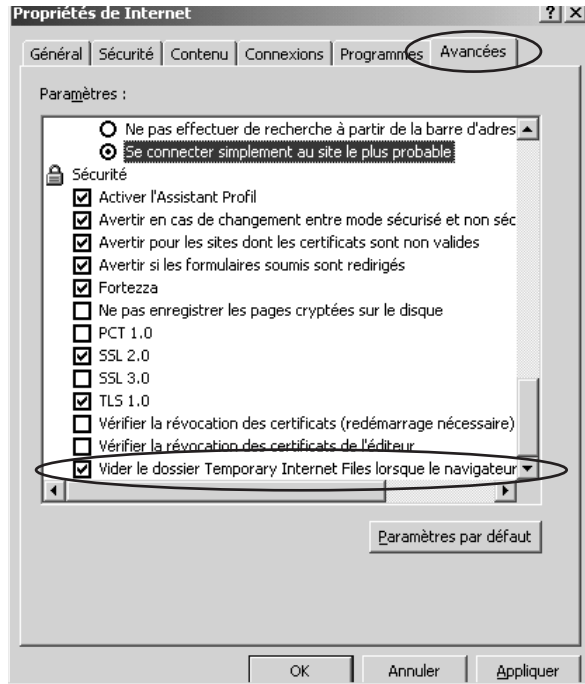 Propriétés de Internet
Général Sécurité Contenu Connexions Programmes Avancées
Paramètres :
Ne pas effectuer de recherche à partir de la barre d'adres
Se connecter simplement au site le plus probable
Sécurité
Activer l'Assistant Profil
Avertir en cas de changement entre mode sécurisé et non séc
Avertir pour les sites dont les certificats sont non valides
Avertir si les formulaires soumis sont redirigés
Fortezza
Ne pas enregistrer les pages cryptées sur le disque
PCT 1.0
SSL 2.0
SSL 3.0
TLS 1.0
Vérifier la révocation des certificats (redémarrage nécessaire)
Vérifier la révocation des certificats de l'éditeur
Vider le dossier Temporary Internet Files lorsque le navigateur
Paramètres par défaut
OK Annuler Appliquer